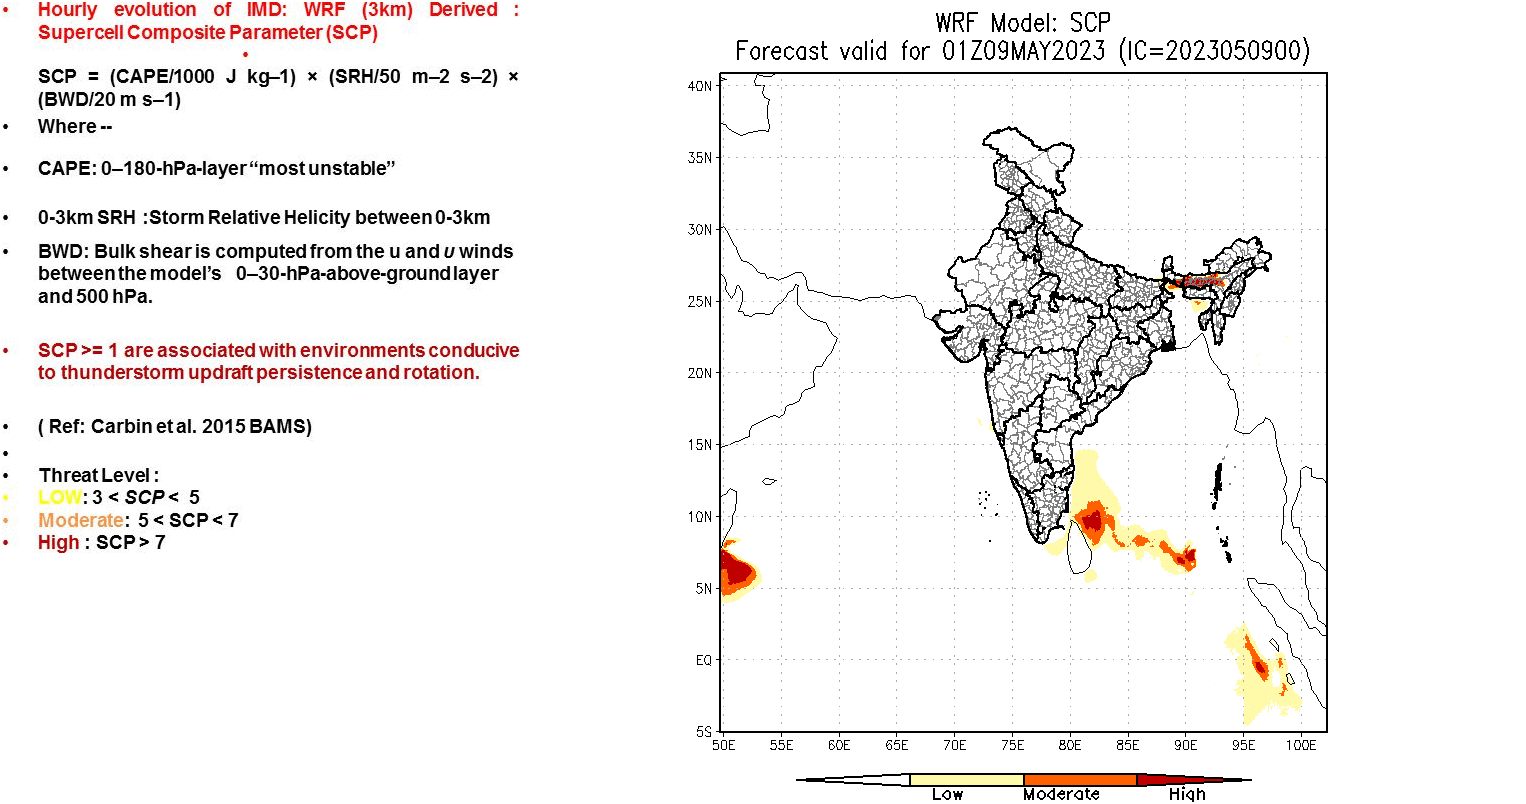 Hourly evolution of IMD: WRF (3km) Derived :
Supercell Composite Parameter (SCP)
SCP = (CAPE/1000 J kg–1) × (SRH/50 m–2 s–2) ×
(BWD/20 m s–1)
Where --
CAPE: 0–180-hPa-layer “most unstable”
0-3km SRH :Storm Relative Helicity between 0-3km
BWD: Bulk shear is computed from the u and υ winds
between the model’s 0–30-hPa-above-ground layer
and 500 hPa.
SCP >= 1 are associated with environments conducive
to thunderstorm updraft persistence and rotation.
( Ref: Carbin et al. 2015 BAMS)
Threat Level :
LOW: 3 < SCP < 5
Moderate: 5 < SCP < 7
High : SCP > 7
WRF Model: SCP
Forecast valid for 01Z09MAY2023 (IC=2023050900)
40N
35N
30N
25N
20N
15N
10N
5N
EQ
5S
50E 55E 60E 65E 70E 75E 80E 85E 90E 95E 100E
Low Moderate High